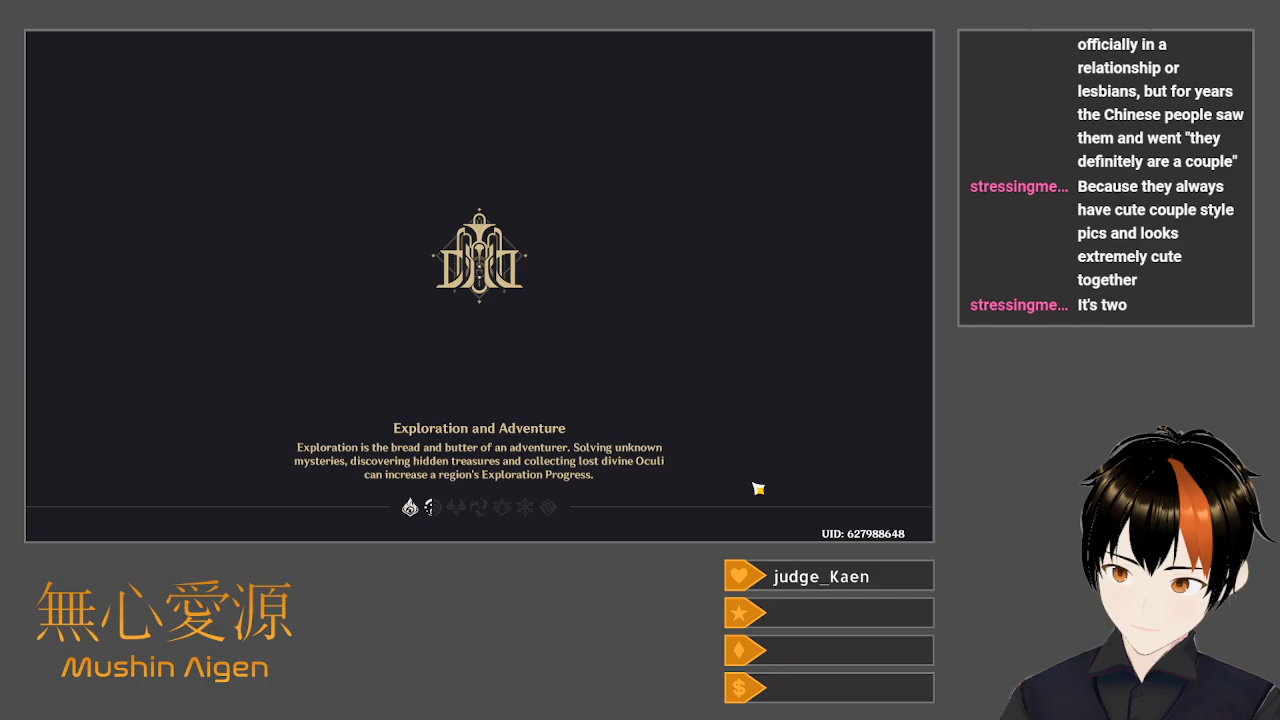 officially in a
relationship or
lesbians, but for years
the Chinese people saw
them and went "they
definitely are a couple"
stressingme... Because they always
have cute couple style
pics and looks
extremely cute
together
stressingme... It's two
Exploration and Adventure
Exploration is the bread and butter of an adventurer. Solving unknown
mysteries, discovering hidden treasures and collecting lost divine Oculi
can increase a region's Exploration Progress.
UID: 627988648
無心愛源
Mushin Aigen
judge_Kaen